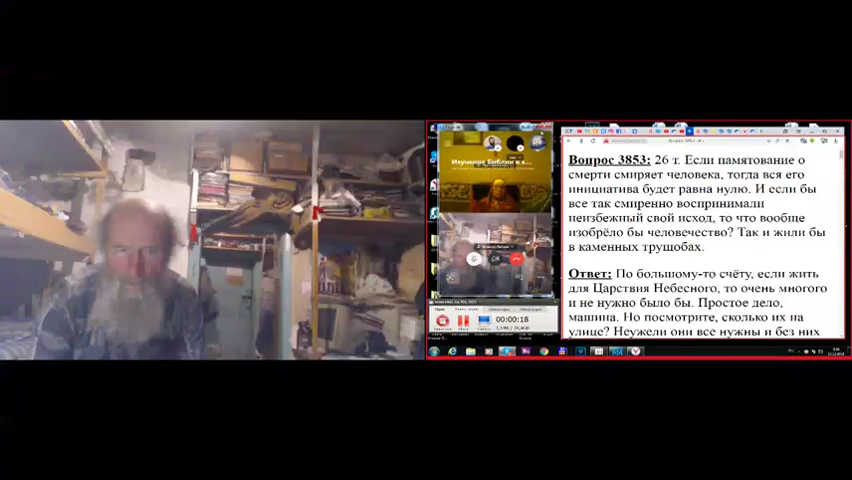 Изучение Библии в к...
00:00:18
Вопрос 3853: 26 т. Если памятование о
смерти смиряет человека, тогда вся его
инициатива будет равна нулю. И если бы
все так смиренно воспринимали
неизбежный свой исход, то что вообще
изобрело бы человечество? Так и жили бы
в каменных трущобах.
Ответ: По большому-то счёту, если жить
для Царствия Небесного, то очень многого
и не нужно было бы. Простое дело,
машина. Но посмотрите, сколько их на
улице? Неужели они все нужны и без них